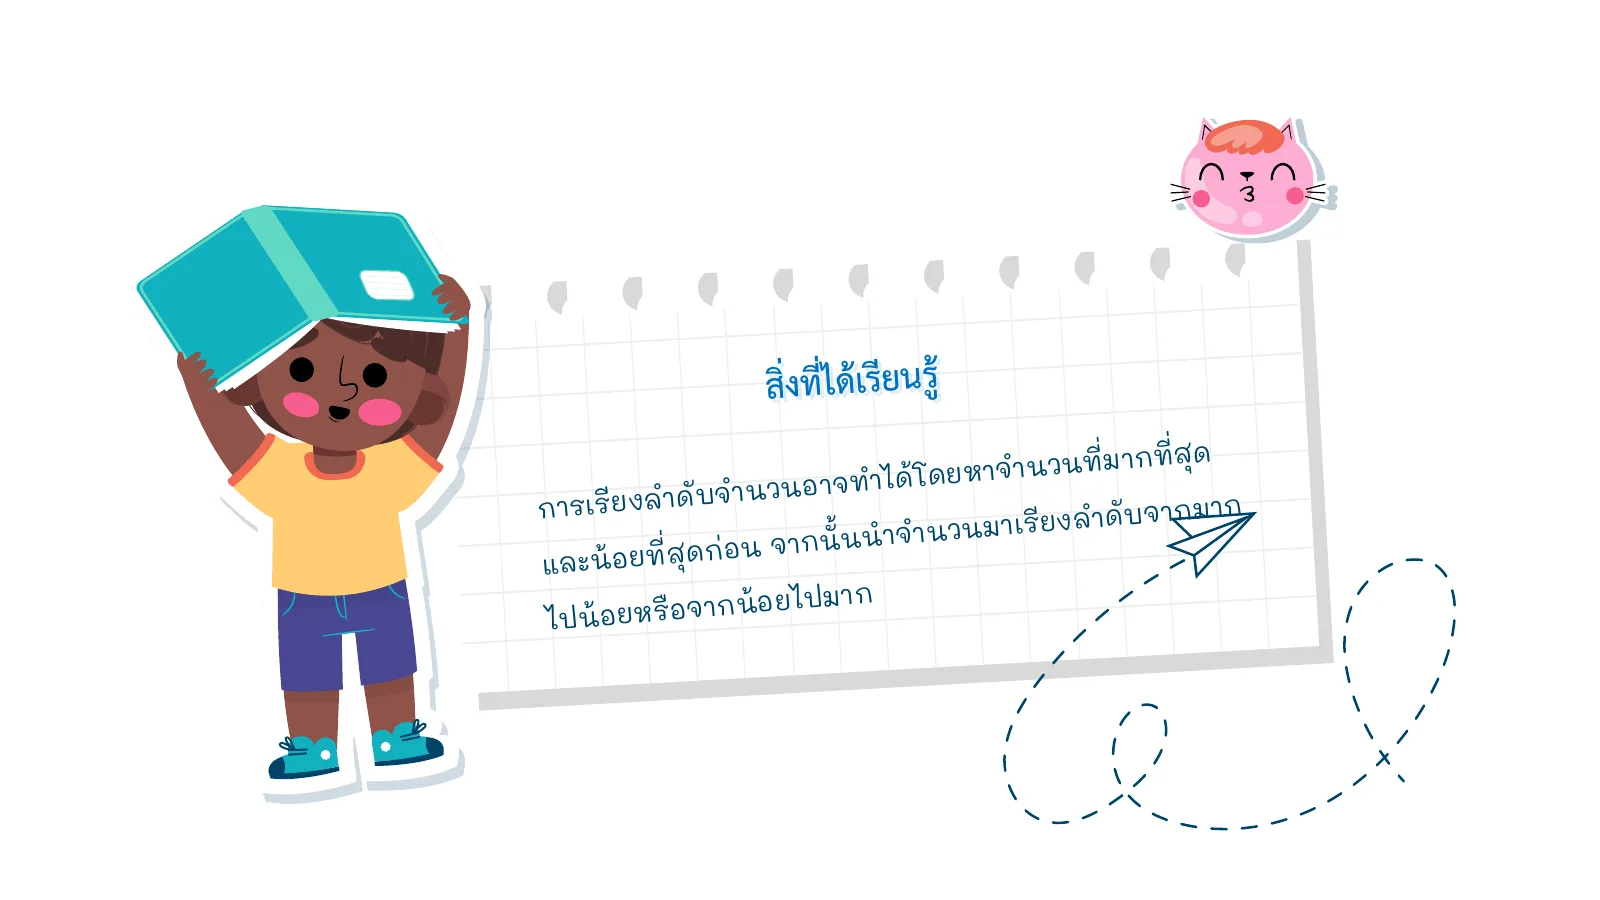 สิ่งที่ได้เรียนรู้
การเรียงลำดับจำนวนอาจทำได้โดยหาจำนวนที่มากที่สุด
และน้อยที่สุดก่อน จากนั้นนำจำนวนมาเรียงลำดับจากมาก
ไปน้อยหรือจากน้อยไปมาก